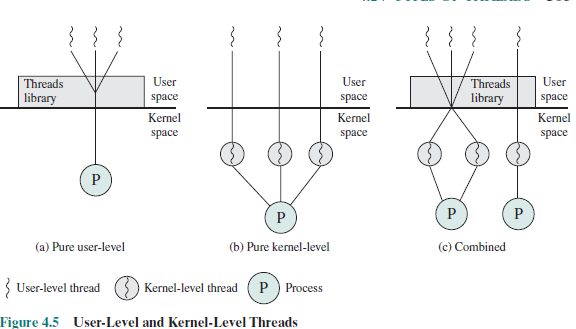 Threads
library
User
space
Kernel
space
P
(a) Pure user-level
User
space
Kernel
space
P
(b) Pure kernel-level
Threads
library
User
space
Kernel
space
P
P
(c) Combined
User-level thread
Kernel-level thread
P
Process
Figure 4.5 User-Level and Kernel-Level Threads